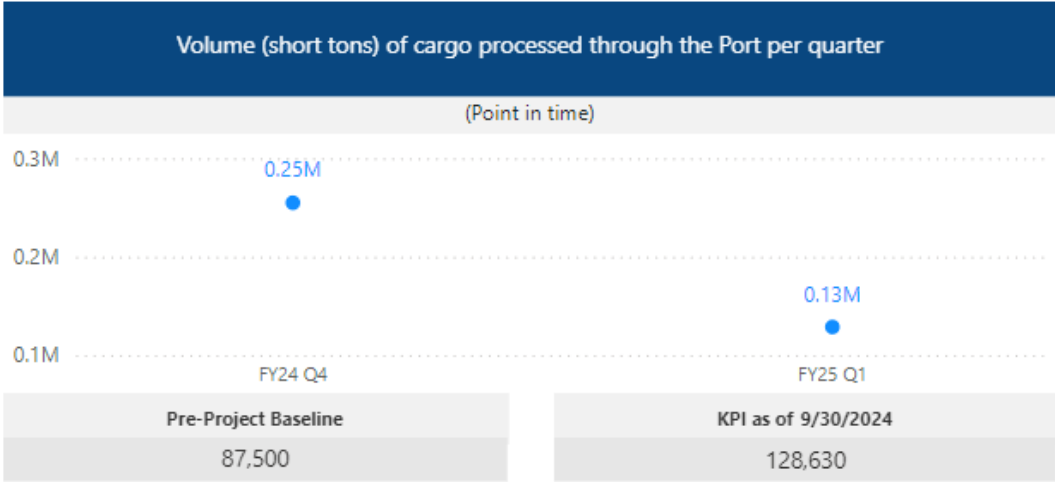 Volume (short tons) of cargo processed through the Port per quarter
(Point in time)
0.3M
0.25M
0.2M
0.13M
0.1M
FY24 Q4 FY25 Q1
Pre-Project Baseline KPI as of 9/30/2024
87,500 128,630